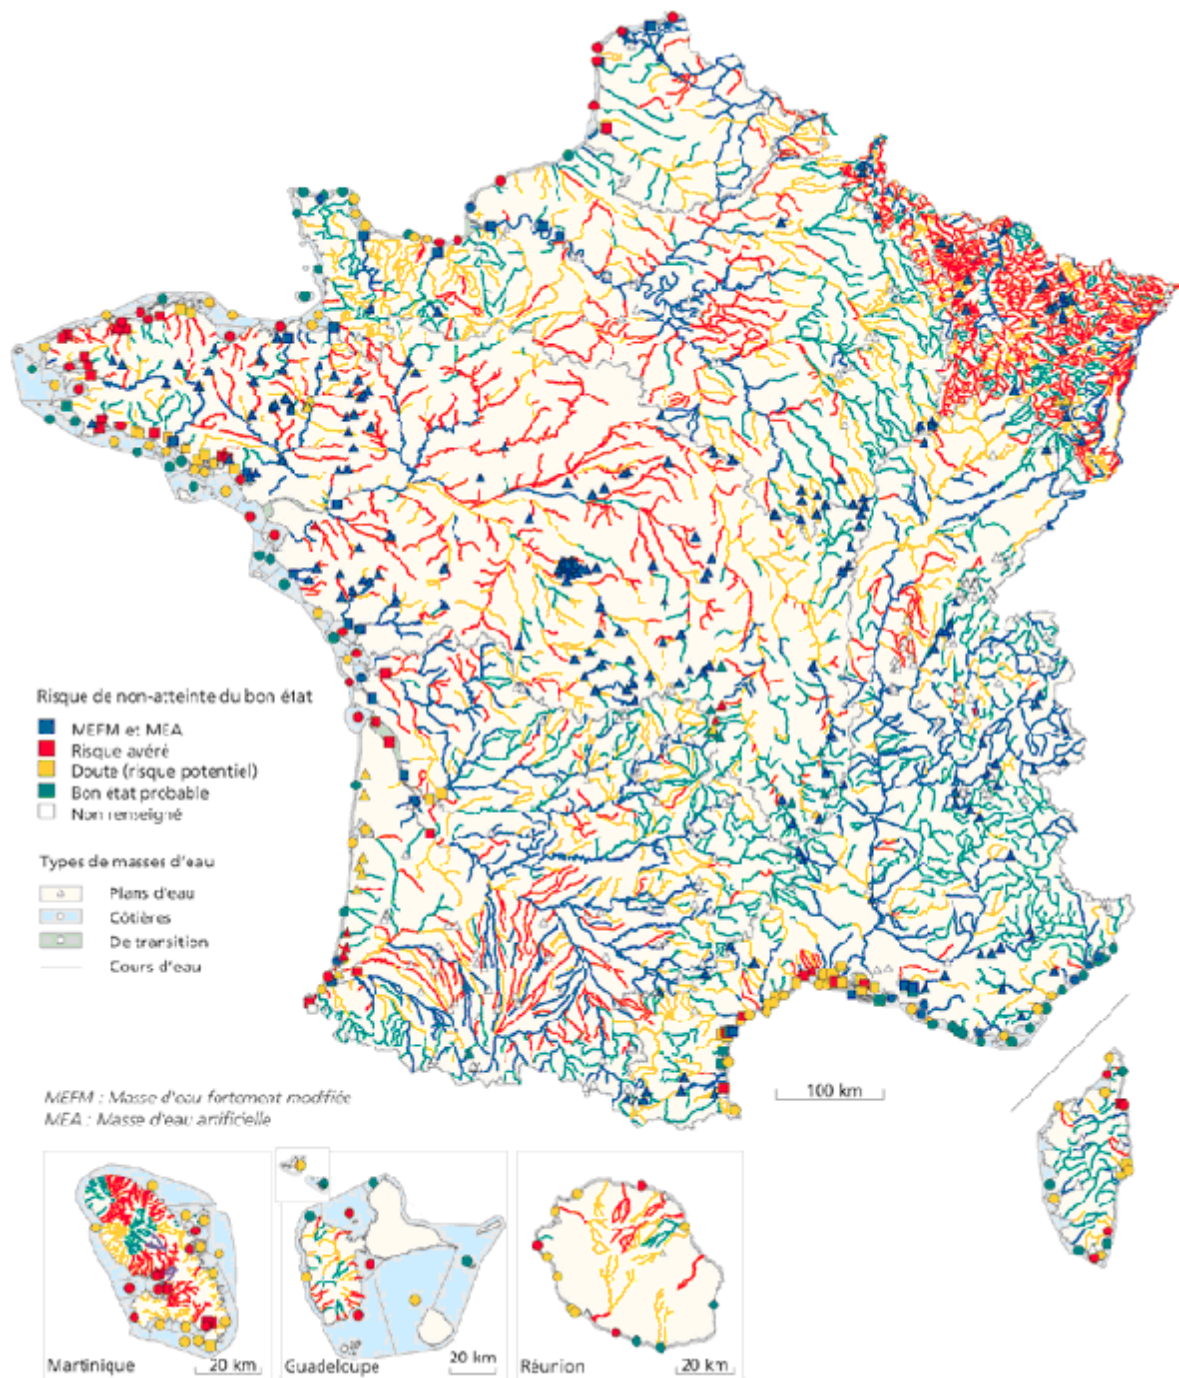 Risque de non-atteinte du bon état
MEFM et MEA
Risque avéré
Doute (risque potentiel)
Bon état probable
Non renseigné
Types de masses d'eau
Plans d'eau
Côtières
De transition
Cours d'eau
100 km
MEFM : Masse d'eau fortement modifiée
MEA : Masse d'eau artificielle
Martinique
20 km
Guadeloupe
20 km
Réunion
20 km